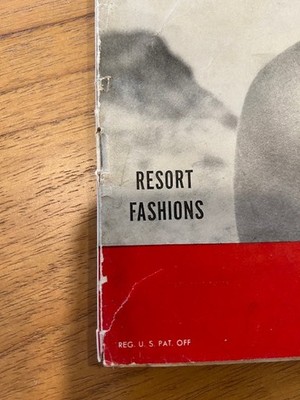 RESORT
FASHIONS
REG. U. S. PAT. OFF